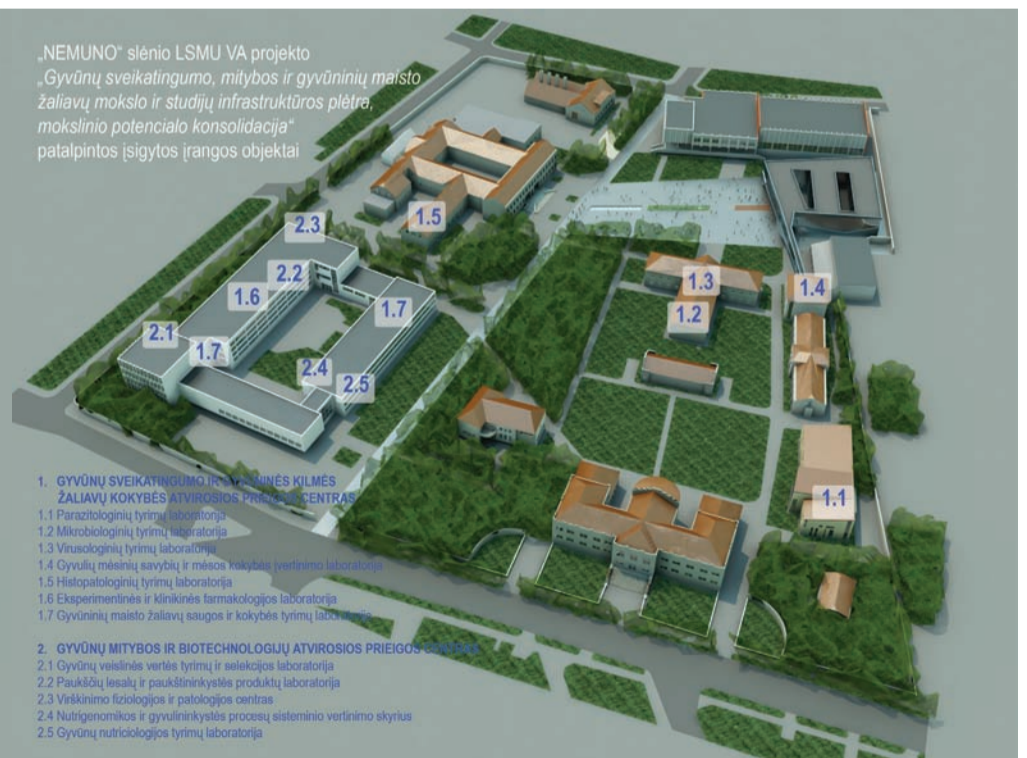 „NEMUNO“ slėnio LSMU VA projekto
„Gyvūnų sveikatingumo, mitybos ir gyvūninių maisto
žaliavų mokslo ir studijų infrastruktūros plėtra,
mokslinio potencialo konsolidacija“
patalpintos įsigytos įrangos objektai
1.5
2.3
2.2
1.3
1.4
1.6
1.7
1.2
2.1
1.7
2.4
2.5
1.1
1. GYVŪNŲ SVEIKATINGUMO IR GYVŪNINĖS KILMĖS
ŽALIAVŲ KOKYBĖS ATVIROSIOS PRIEIGOS CENTRAS
1.1 Parazitologinių tyrimų laboratorija
1.2 Mikrobiologinių tyrimų laboratorija
1.3 Virusologinių tyrimų laboratorija
1.4 Gyvulių mėsinių savybių ir mėsos kokybės įvertinimo laboratorija
1.5 Histopatologinių tyrimų laboratorija
1.6 Eksperimentinės ir klinikinės farmakologijos laboratorija
1.7 Gyvūninių maisto žaliavų saugos ir kokybės tyrimų laboratorija
2. GYVŪNŲ MITYBOS IR BIOTECHNOLOGIJŲ ATVIROSIOS PRIEIGOS CENTRAS
2.1 Gyvūnų veislinės vertės tyrimų ir selekcijos laboratorija
2.2 Paukščių lesalų ir paukštininkystės produktų laboratorija
2.3 Virškinimo fiziologijos ir patologijos centras
2.4 Nutrigenomikos ir gyvulininkystės procesų sisteminio vertinimo skyrius
2.5 Gyvūnų nutriciologijos tyrimų laboratorija